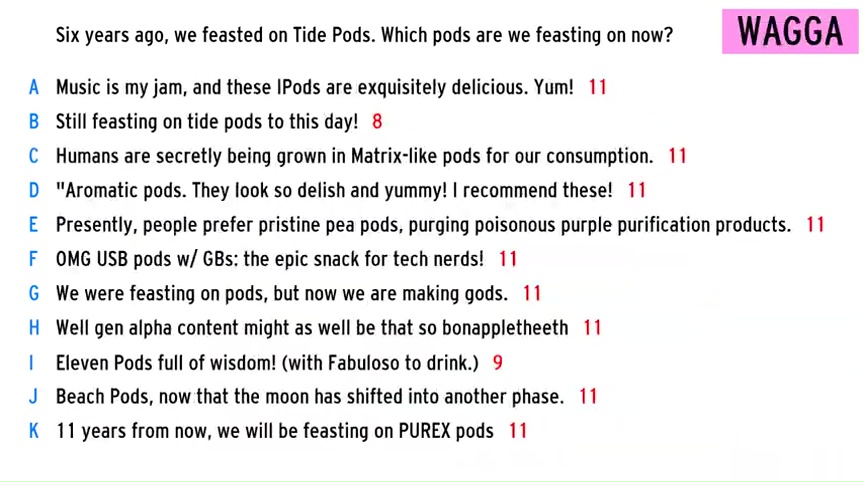 Six years ago, we feasted on Tide Pods. Which pods are we feasting on now?
WAGGA
A Music is my jam, and these IPods are exquisitely delicious. Yum! 11
B Still feasting on tide pods to this day! 8
C Humans are secretly being grown in Matrix-like pods for our consumption. 11
D "Aromatic pods. They look so delish and yummy! I recommend these! 11
E Presently, people prefer pristine pea pods, purging poisonous purple purification products. 11
F OMG USB pods w/ GBs: the epic snack for tech nerds! 11
G We were feasting on pods, but now we are making gods. 11
H Well gen alpha content might as well be that so bonappletheeth 11
I Eleven Pods full of wisdom! (with Fabuloso to drink.) 9
J Beach Pods, now that the moon has shifted into another phase. 11
K 11 years from now, we will be feasting on PUREX pods 11